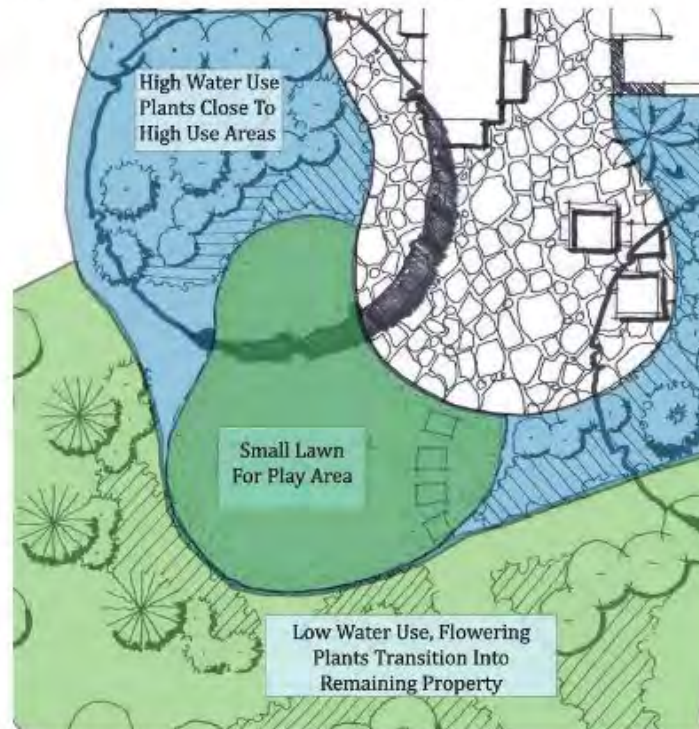 High Water Use
Plants Close To
High Use Areas
Small Lawn
For Play Area
Low Water Use, Flowering
Plants Transition Into
Remaining Property